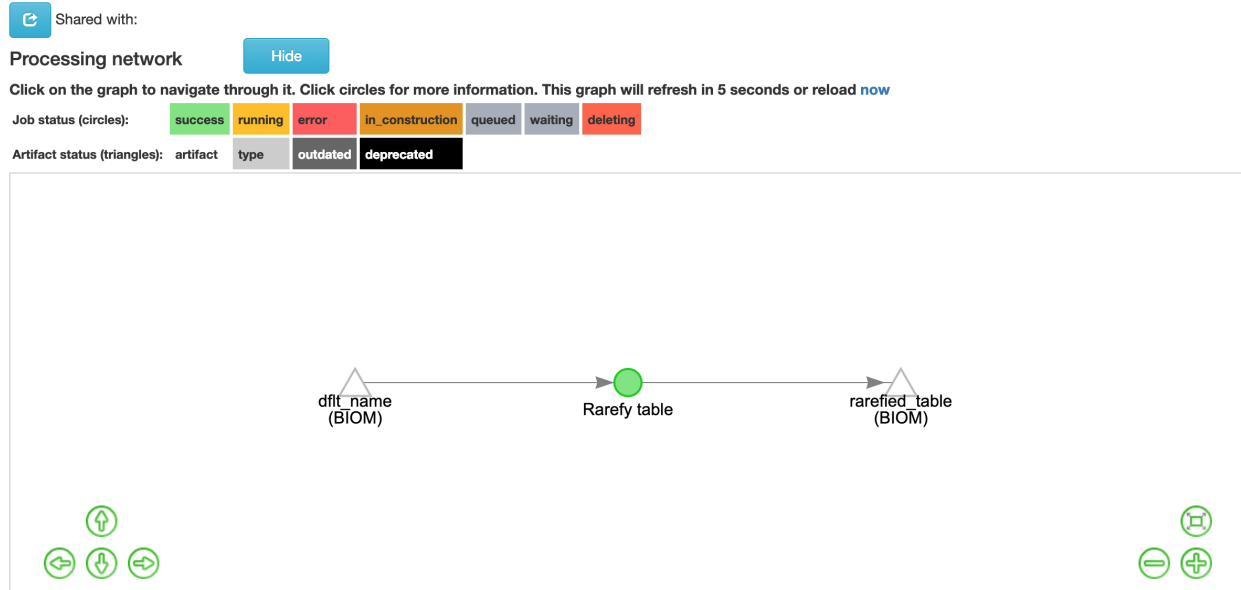 Shared with:
Processing network Hide
Click on the graph to navigate through it. Click circles for more information. This graph will refresh in 5 seconds or reload now
Job status (circles): success running error in_construction queued waiting deleting
Artifact status (triangles): artifact type outdated deprecated
dflt_name
(BIOM)
Rarefy table
rarefied_table
(BIOM)